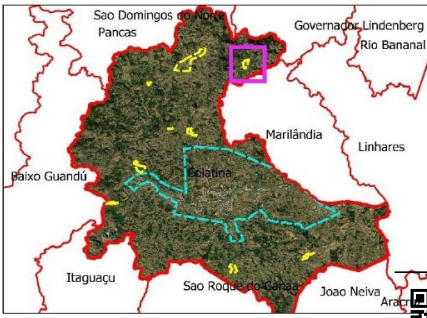 Sao Domingos do Norte
Governador Lindenberg
Pancas
Rio Bananal
Marilândia
Linhares
Baixo Guandú
Colatina
Itaguaçu
Sao Roque do Canaa
Joao Neiva
Aracruz